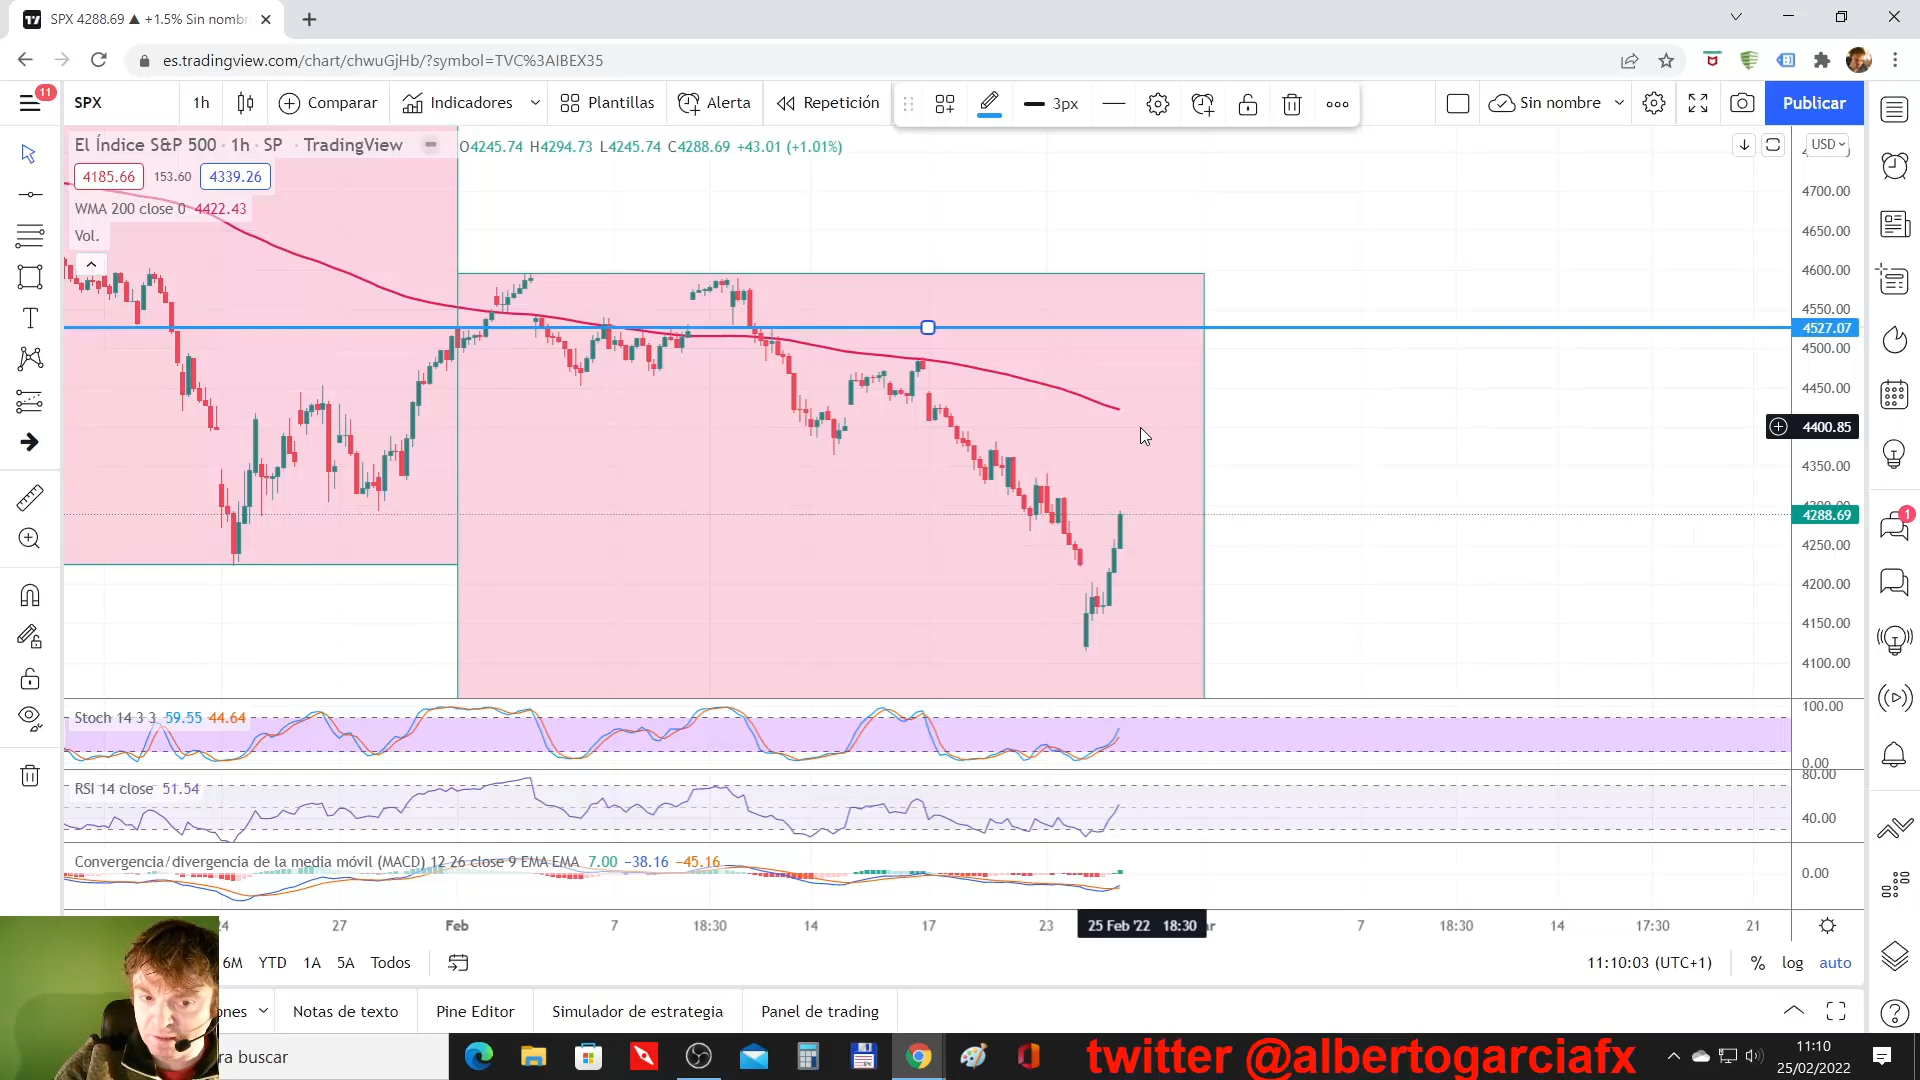 SPX 4288.69 ▲ +1.5% Sin nombr
es.tradingview.com/chart/chwuGjHb/?symbol=TVC%3AIBEX35
11
SPX
1h
Comparar
Indicadores
Plantillas
Alerta
Repetición
3px
Sin nombre
Publicar
El Índice S&P 500 · 1h · SP · TradingView
O4245.74 H4294.73 L4245.74 C4288.69 +43.01 (+1.01%)
USD
4185.66 153.60 4339.26
WMA 200 close 0 4422.43
Vol.
4700.00
4650.00
4600.00
4550.00
4527.07
4500.00
4450.00
4400.85
4350.00
4288.69
4250.00
4200.00
4150.00
4100.00
1
Stoch 14 3 3 59.55 44.64
100.00
0.00
RSI 14 close 51.54
80.00
40.00
Convergencia/divergencia de la media móvil (MACD) 12 26 close 9 EMA EMA 7.00 −38.16 −45.16
0.00
24 27 Feb 7 18:30 14 17 23 25 Feb '22 18:30 ar 7 18:30 14 17:30 21
6M YTD 1A 5A Todos
11:10:03 (UTC+1) % log auto
nes Notas de texto Pine Editor Simulador de estrategia Panel de trading
ra buscar
twitter @albertogarciafx
11:10
25/02/2022